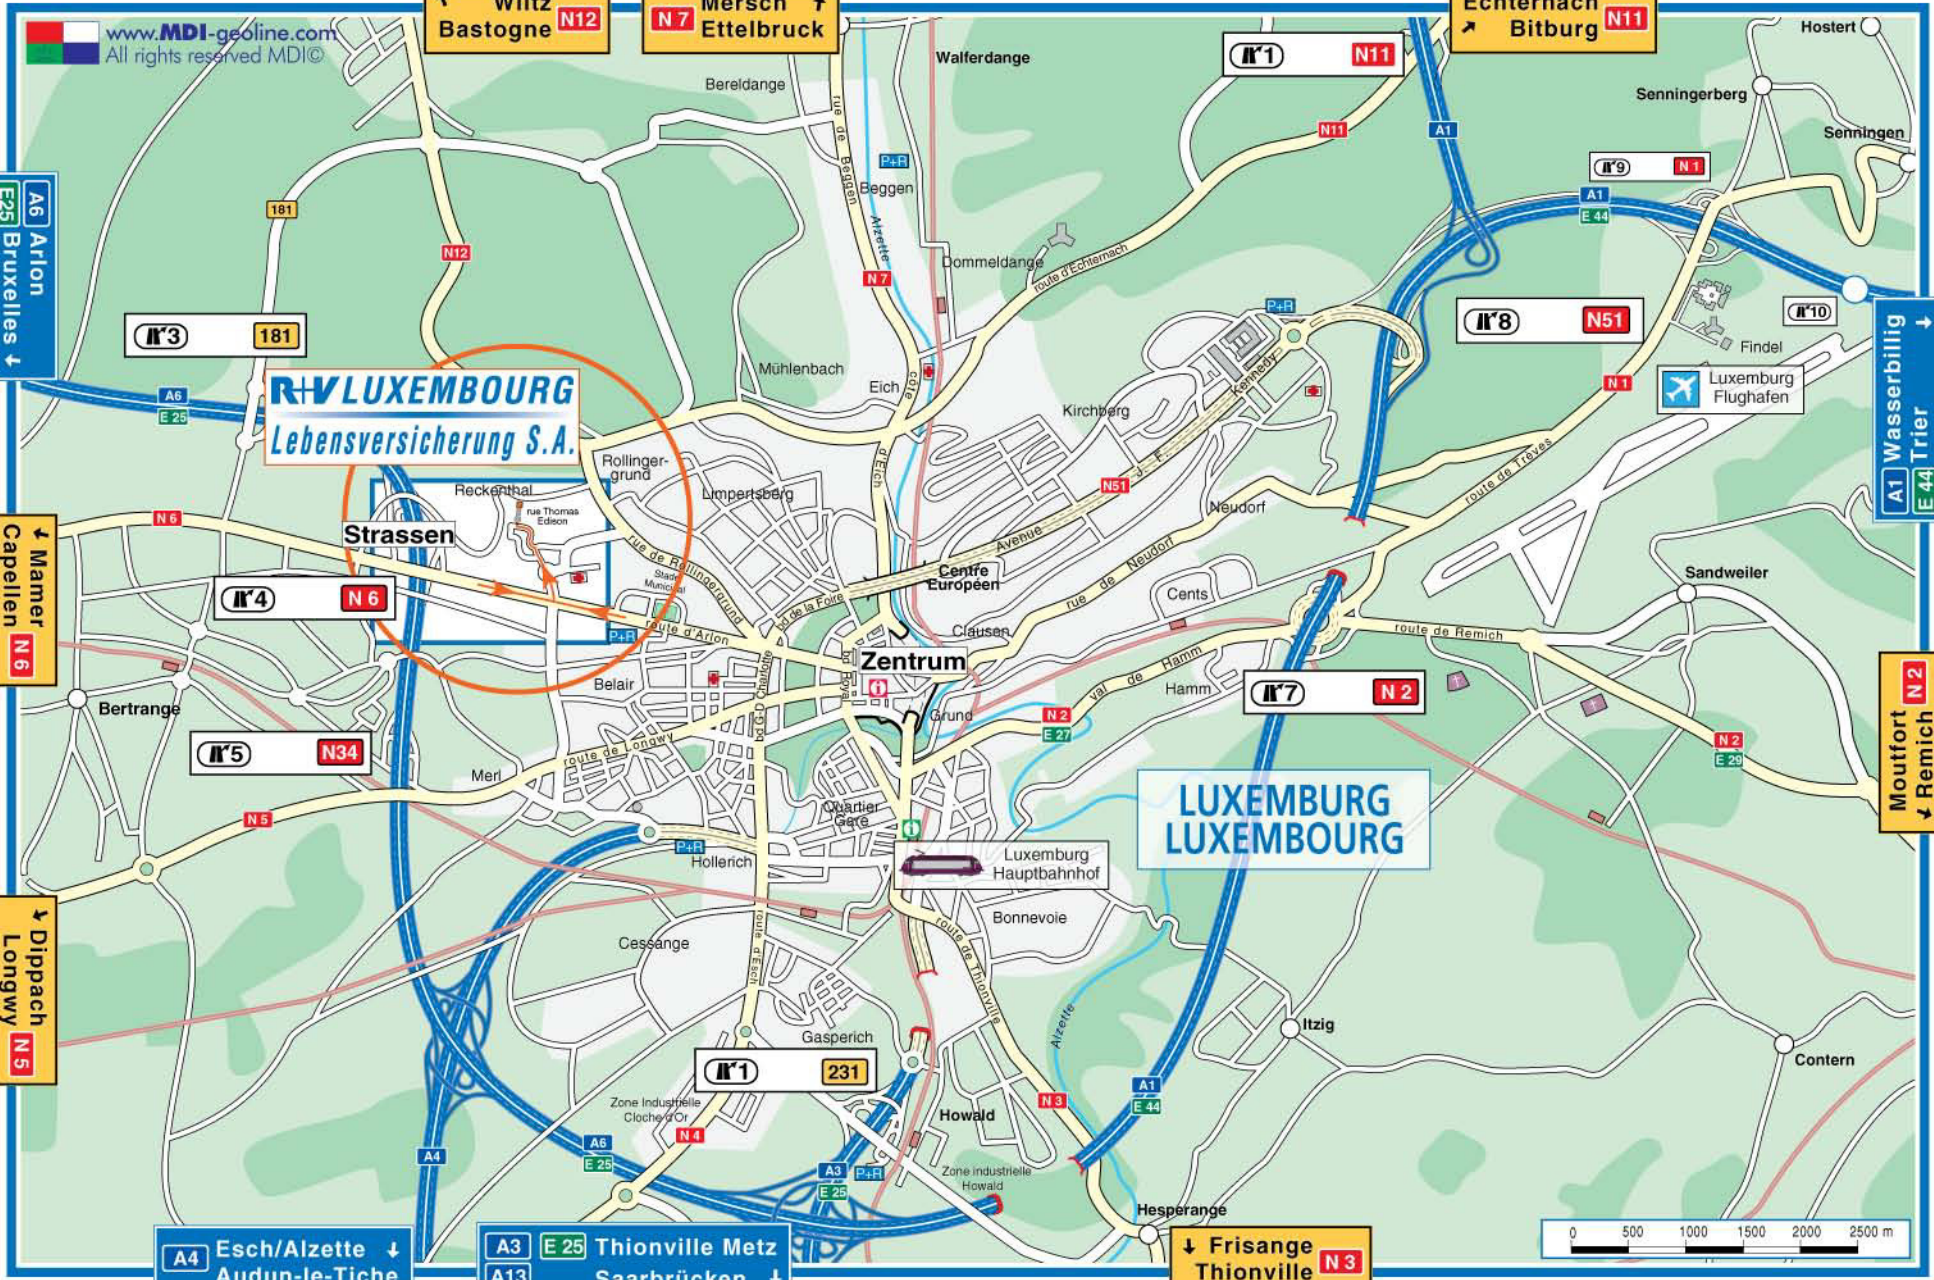 www.MDI-geoline.com
All rights reserved MDI©
Wiltz
Bastogne N12
N 7 Mersch
Ettelbruck
Echternach
Bitburg N11
1 N11
Hostert
Walferdange
Bereldange
Senningerberg
Senningen
N11
A1
9 N 1
P+R
Beggen
rue de Beggen
Alzette
A1
E 44
181
N12
N 7
Dommeldange
route d'Echternach
A6 Arlon
E25 Bruxelles
3 181
P+R
8 N51
10
Findel
Luxemburg
Flughafen
N 1
A1 Wasserbillig
E 44 Trier
Mühlenbach
Eich
côte
d'Eich
Kirchberg
Kennedy
A6
E 25
R+V LUXEMBOURG
Lebensversicherung S.A.
Rollinger-
grund
Limpertsberg
Reckenthal
rue Thomas
Edison
N51
J. F.
Avenue
Neudorf
route de Trèves
N 6
Strassen
Mamer
Capellen N 6
rue de Rollingergrund
Stade
Municipal
Centre
Européen
rue de Neudorf
Cents
Sandweiler
4 N 6
bd de la Foire
P+R
route d'Arlon
Clausen
route de Remich
Zentrum
bd Royal
bd G-D Charlotte
Belair
val de Hamm
Hamm
7 N 2
Moutfort N 2
Remich
Bertrange
Grund
N 2
E 27
N 2
E 29
5 N34
route de Longwy
Merl
LUXEMBURG
LUXEMBOURG
N 5
Quartier
Gare
P+R
Hollerich
Luxemburg
Hauptbahnhof
Bonnevoie
Dippach
Longwy N 5
Cessange
route d'Esch
route de Thionville
Alzette
Itzig
Contern
Gasperich
1 231
Zone Industrielle
Cloche d'Or
Howald
N 3
A1
E 44
N 4
A6
E 25
A4
A3
E 25
P+R
Zone industrielle
Howald
Hesperange
A4 Esch/Alzette
Audun-le-Tiche
A3 E 25 Thionville Metz
A13 Saarbrücken
Frisange
Thionville N 3
0 500 1000 1500 2000 2500 m